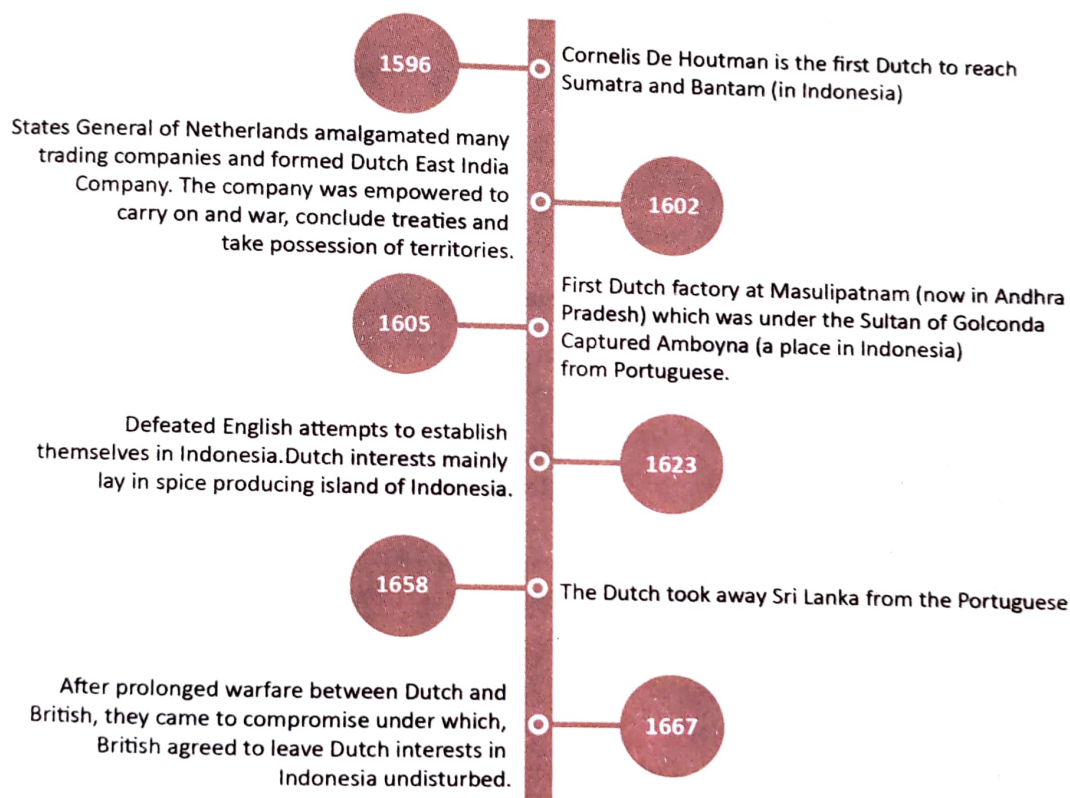 1596
Cornelis De Houtman is the first Dutch to reach
Sumatra and Bantam (in Indonesia)
States General of Netherlands amalgamated many
trading companies and formed Dutch East India
Company. The company was empowered to
carry on and war, conclude treaties and
take possession of territories.
1602
1605
First Dutch factory at Masulipatnam (now in Andhra
Pradesh) which was under the Sultan of Golconda
Captured Amboyna (a place in Indonesia)
from Portuguese.
Defeated English attempts to establish
themselves in Indonesia.Dutch interests mainly
lay in spice producing island of Indonesia.
1623
1658
The Dutch took away Sri Lanka from the Portuguese
After prolonged warfare between Dutch and
British, they came to compromise under which,
British agreed to leave Dutch interests in
Indonesia undisturbed.
1667